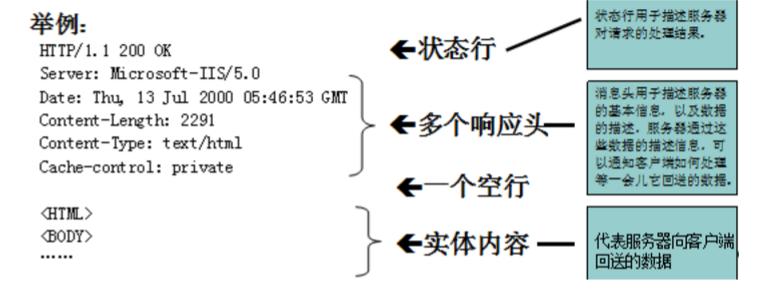 举例:
HTTP/1.1 200 OK
Server: Microsoft-IIS/5.0
Date: Thu, 13 Jul 2000 05:46:53 GMT
Content-Length: 2291
Content-Type: text/html
Cache-control: private
<HTML>
<BODY>
……
状态行
多个响应头
一个空行
实体内容
状态行用于描述服务器
对请求的处理结果。
消息头用于描述服务器
的基本信息，以及数据
的描述，服务器通过这
些数据的描述信息，可
以通知客户端如何处理
等一会儿它回送的数据。
代表服务器向客户端
回送的数据